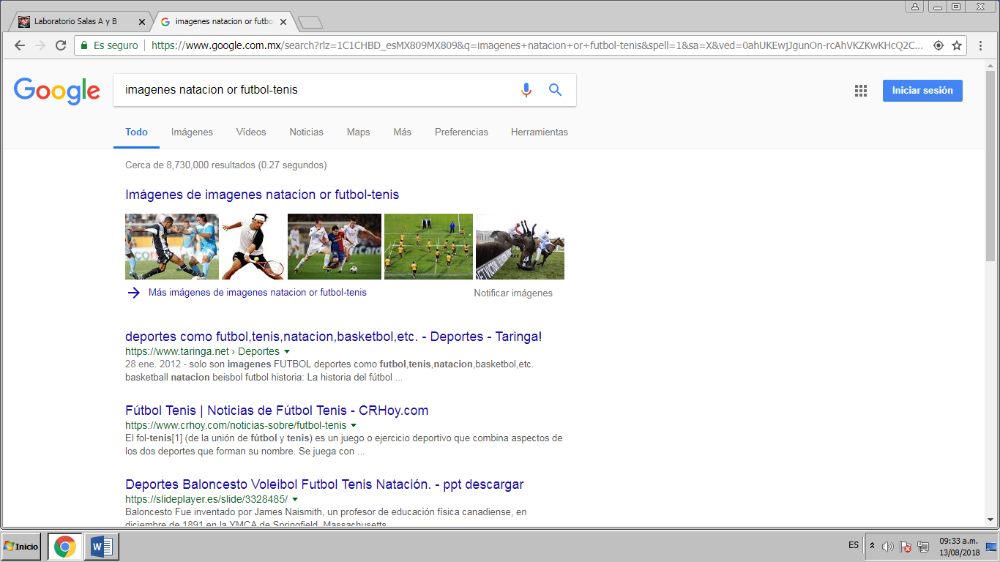 Laboratorio Salas A y B
imagenes natacion or futbo
Es seguro
https://www.google.com.mx/search?rlz=1C1CHBD_esMX809MX809&q=imagenes+natacion+or+futbol-tenis&spell=1&sa=X&ved=0ahUKEwjJgunOn-rcAhVKZKwKHcQ2C...
Google
imagenes natacion or futbol-tenis
Iniciar sesión
Todo Imágenes Vídeos Noticias Maps Más Preferencias Herramientas
Cerca de 8,730,000 resultados (0.27 segundos)
Imágenes de imagenes natacion or futbol-tenis
Más imágenes de imagenes natacion or futbol-tenis
Notificar imágenes
deportes como futbol,tenis,natacion,basketbol,etc. - Deportes - Taringa!
https://www.taringa.net › Deportes
28 ene. 2012 - solo son imagenes FUTBOL deportes como futbol,tenis,natacion,basketbol,etc.
basketball natacion beisbol futbol historia: La historia del fútbol ...
Fútbol Tenis | Noticias de Fútbol Tenis - CRHoy.com
https://www.crhoy.com/noticias-sobre/futbol-tenis
El fol-tenis[1] (de la unión de fútbol y tenis) es un juego o ejercicio deportivo que combina aspectos de
los dos deportes que forman su nombre. Se juega con ...
Deportes Baloncesto Voleibol Futbol Tenis Natación. - ppt descargar
https://slideplayer.es/slide/3328485/
Baloncesto Fue inventado por James Naismith, un profesor de educación física canadiense, en
diciembre de 1891 en la YMCA de Springfield, Massachusetts
Inicio
ES
09:33 a.m.
13/08/2018